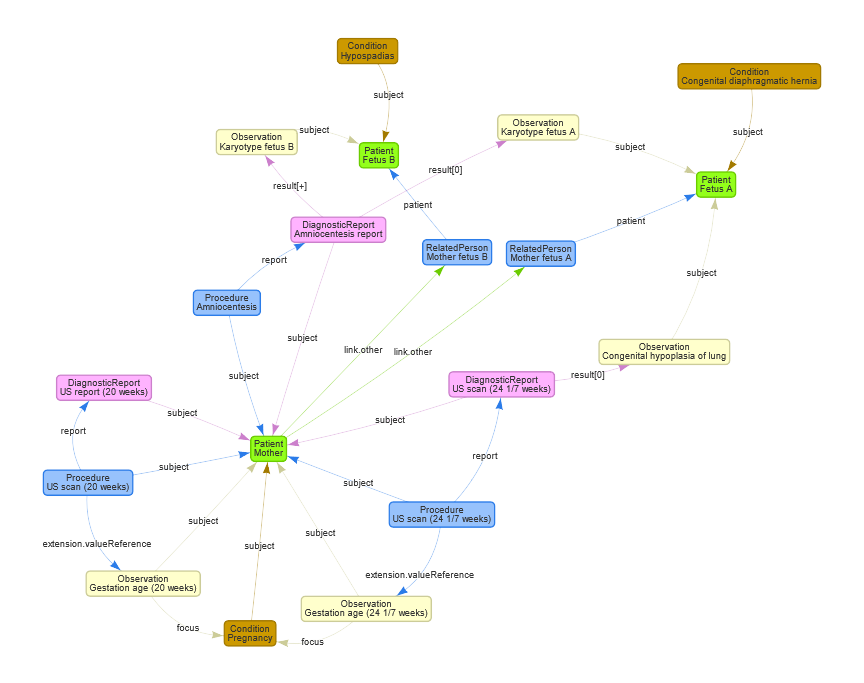 Condition
Hypospadias
Condition
Congenital diaphragmatic hernia
subject
subject
Observation
Karyotype fetus B
Observation
Karyotype fetus A
subject
subject
Patient
Fetus B
result[0]
Patient
Fetus A
result[+]
patient
patient
DiagnosticReport
Amniocentesis report
RelatedPerson
Mother fetus B
RelatedPerson
Mother fetus A
report
subject
Procedure
Amniocentesis
subject
link.other
link.other
Observation
Congenital hypoplasia of lung
subject
DiagnosticReport
US report (20 weeks)
DiagnosticReport
US scan (24 1/7 weeks)
result[0]
subject
subject
report
Patient
Mother
report
subject
Procedure
US scan (20 weeks)
subject
Procedure
US scan (24 1/7 weeks)
subject
subject
extension.valueReference
subject
extension.valueReference
Observation
Gestation age (20 weeks)
Observation
Gestation age (24 1/7 weeks)
focus
Condition
Pregnancy
focus